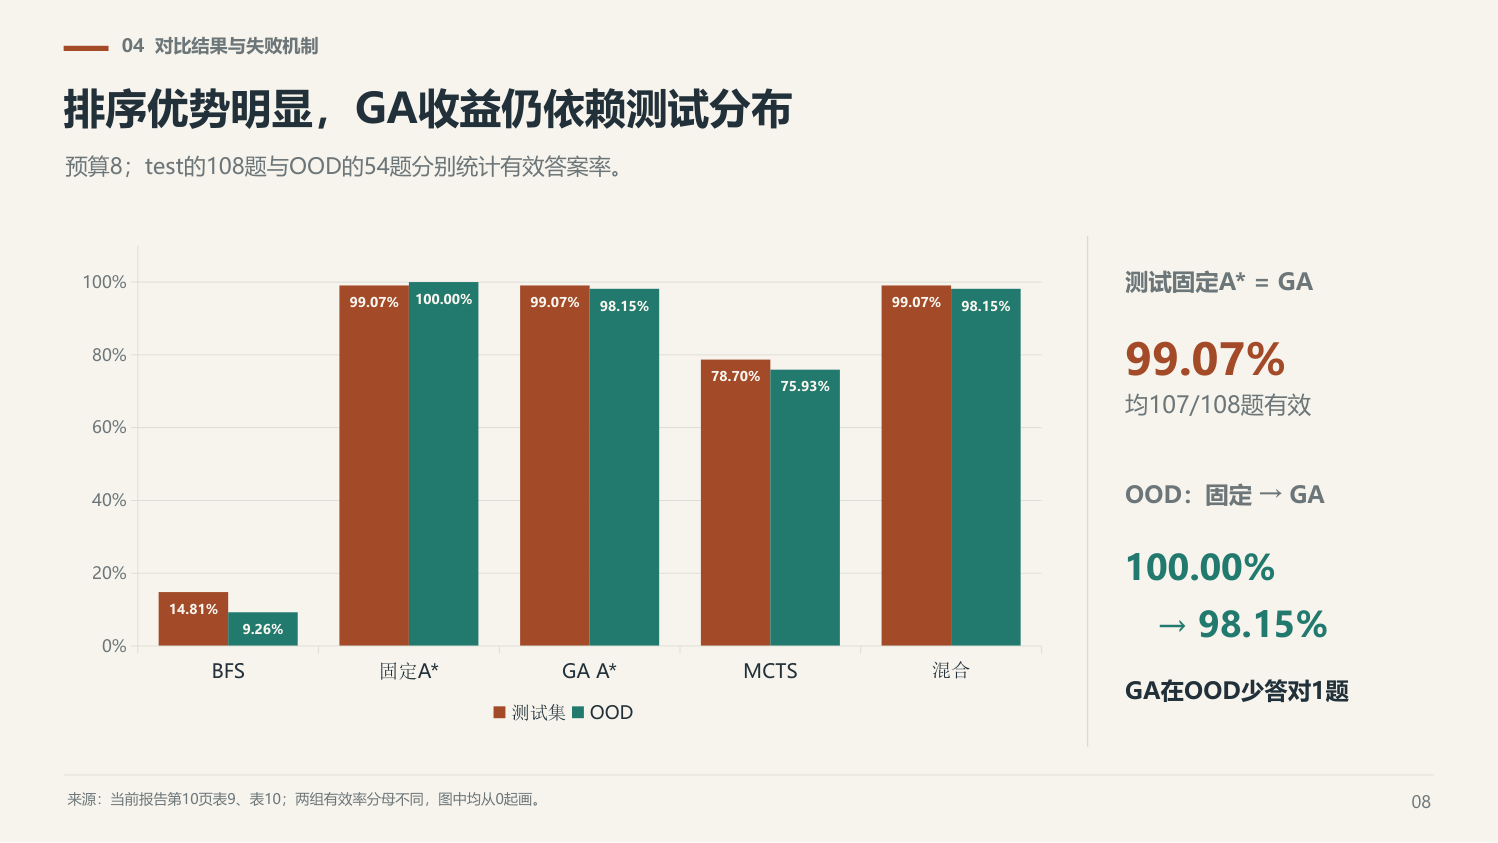 04 对比结果与失败机制
排序优势明显，GA收益仍依赖测试分布
预算8；test的108题与OOD的54题分别统计有效答案率。
100%
80%
60%
40%
20%
0%
14.81%
9.26%
99.07%
100.00%
99.07%
98.15%
78.70%
75.93%
99.07%
98.15%
BFS
固定A*
GA A*
MCTS
混合
测试集
OOD
测试固定A* = GA
99.07%
均107/108题有效
OOD：固定 → GA
100.00%
→ 98.15%
GA在OOD少答对1题
来源：当前报告第10页表9、表10；两组有效率分母不同，图中均从0起画。
08